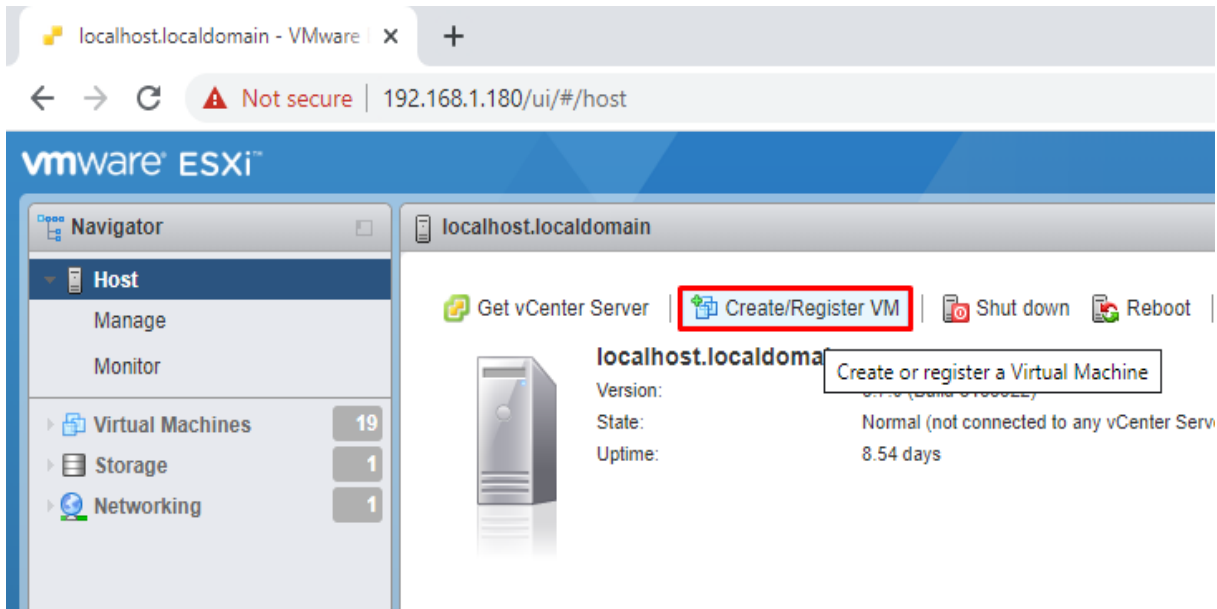 localhost.localdomain - VMware
Not secure | 192.168.1.180/ui/#/host
vmware® ESXi™
Navigator
localhost.localdomain
Host
Manage
Monitor
Virtual Machines 19
Storage 1
Networking 1
Get vCenter Server
Create/Register VM
Shut down
Reboot
localhost.localdomai
Create or register a Virtual Machine
Version:
State: Normal (not connected to any vCenter Serv
Uptime: 8.54 days